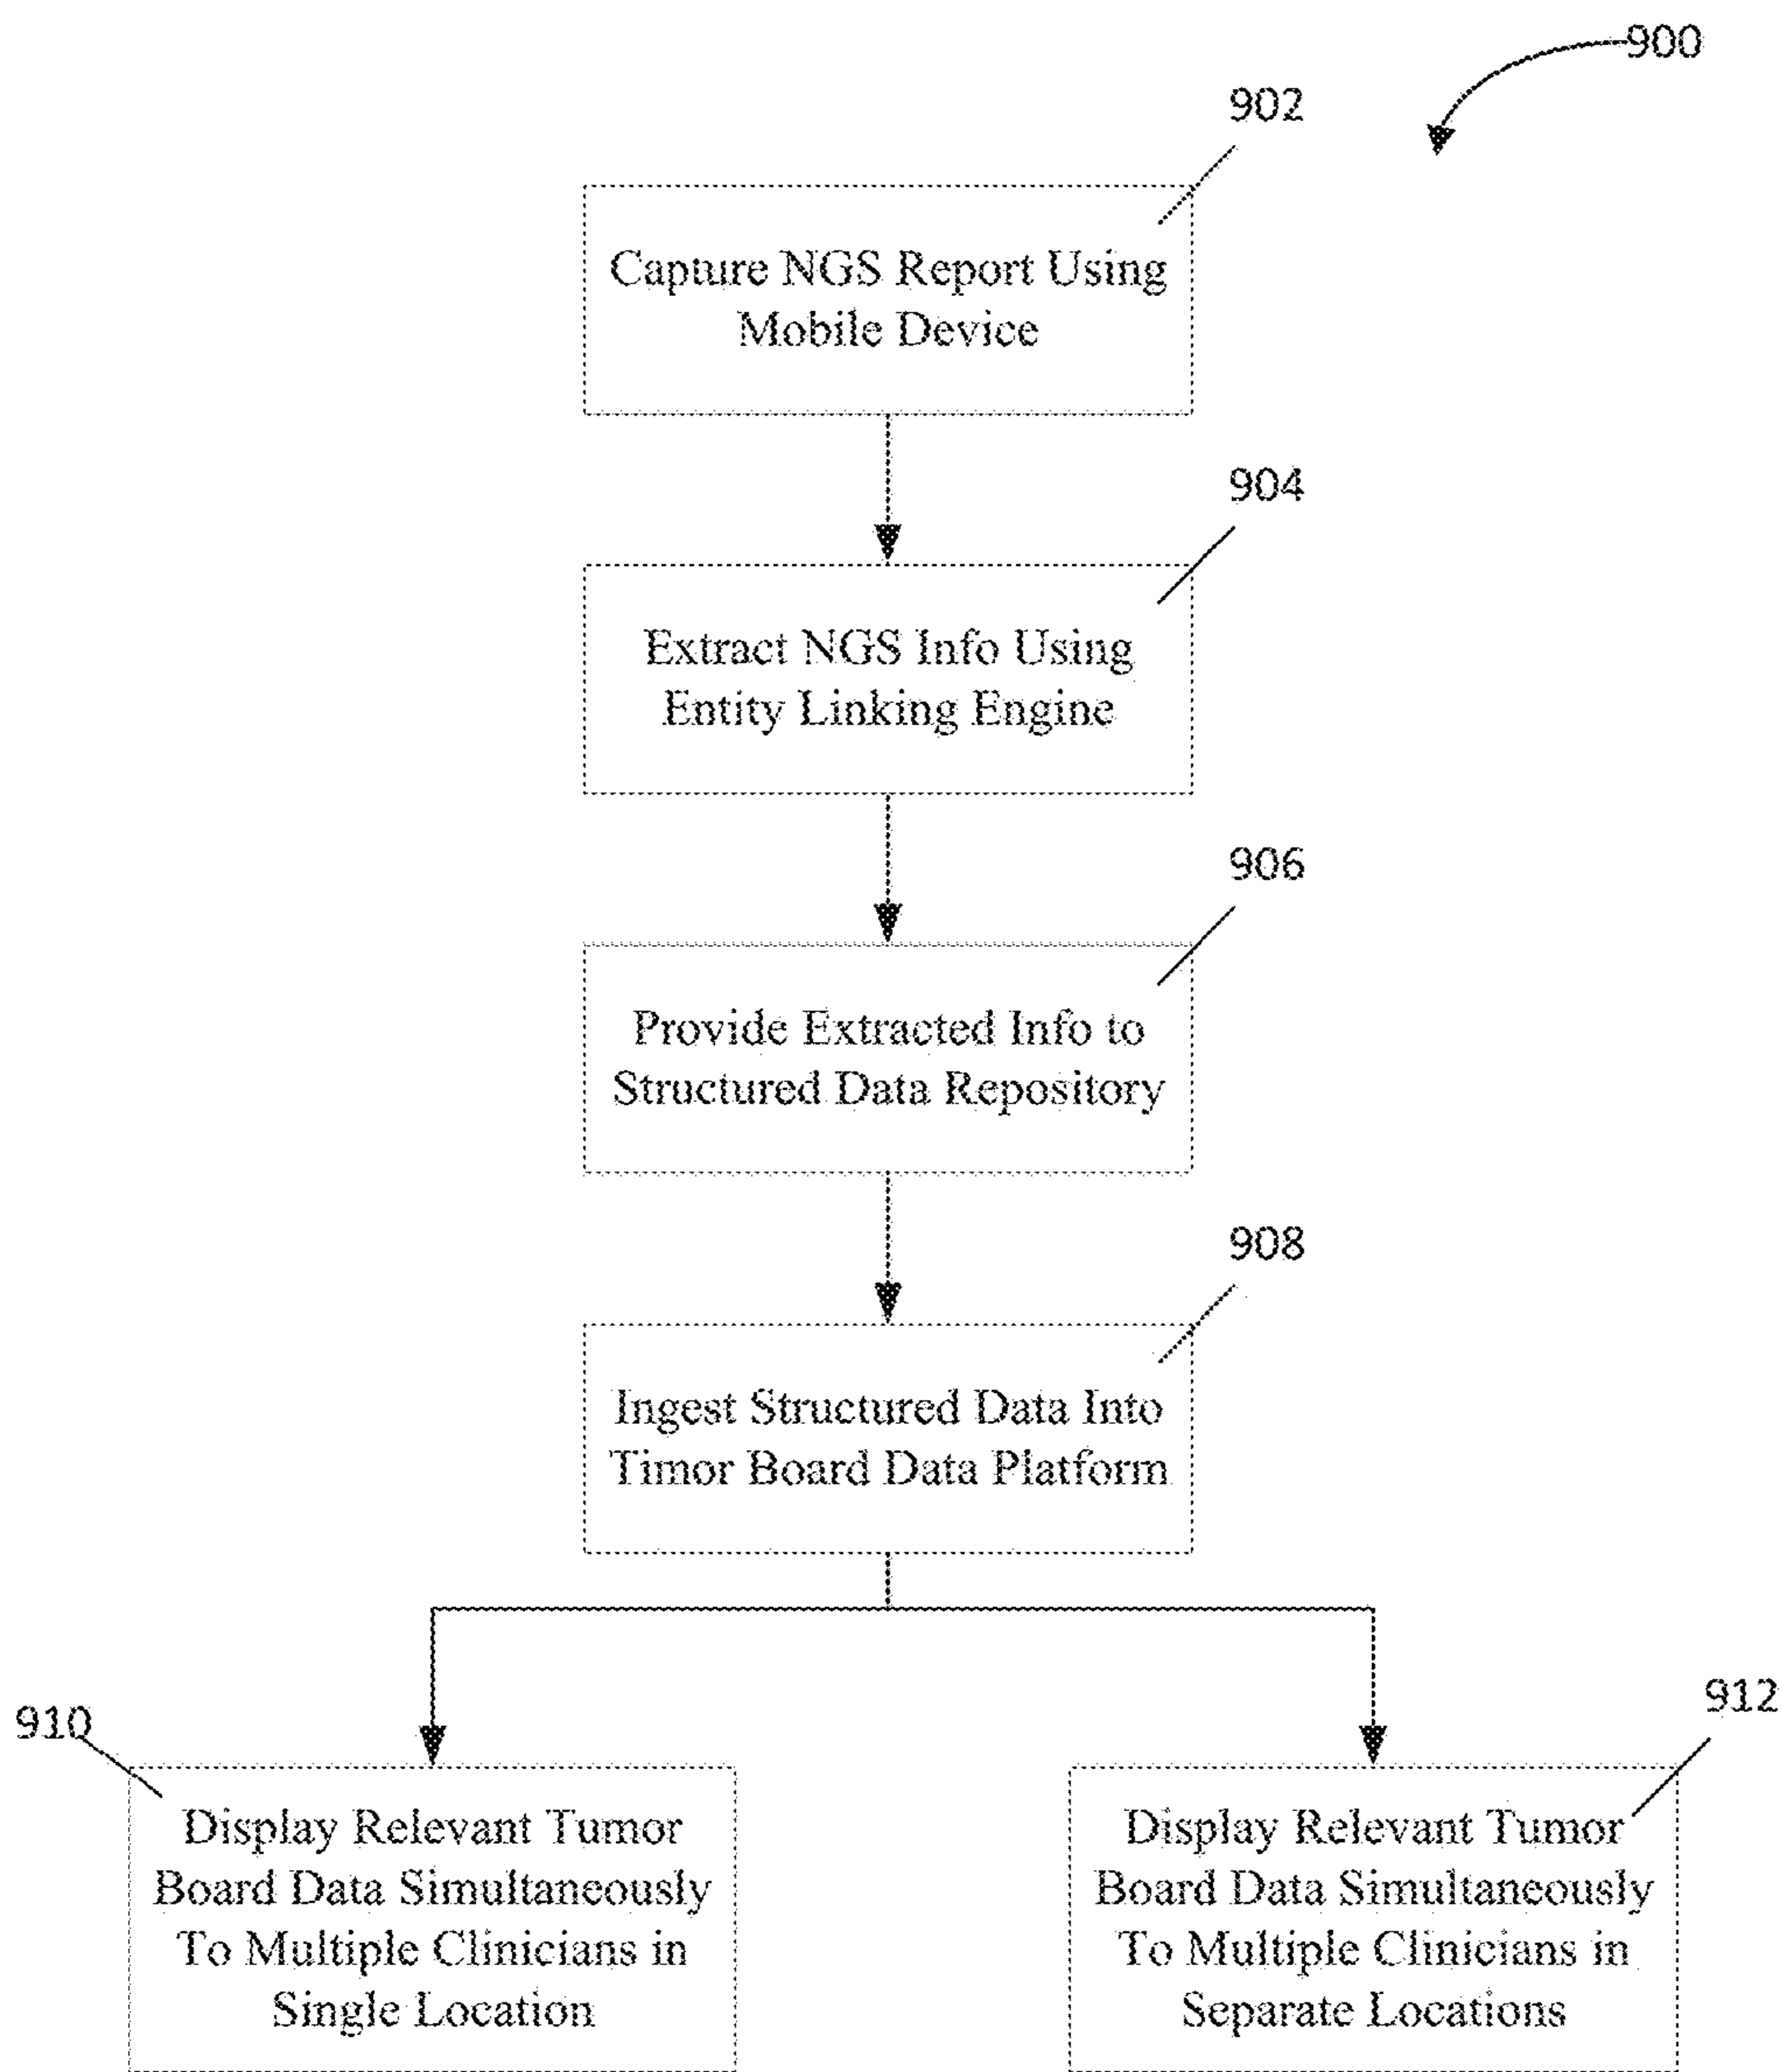 900
902
Capture NGS Report Using
Mobile Device
904
Extract NGS Info Using
Entity Linking Engine
906
Provide Extracted Info to
Structured Data Repository
908
Ingest Structured Data Into
Timor Board Data Platform
910
Display Relevant Tumor
Board Data Simultaneously
To Multiple Clinicians in
Single Location
912
Display Relevant Tumor
Board Data Simultaneously
To Multiple Clinicians in
Separate Locations